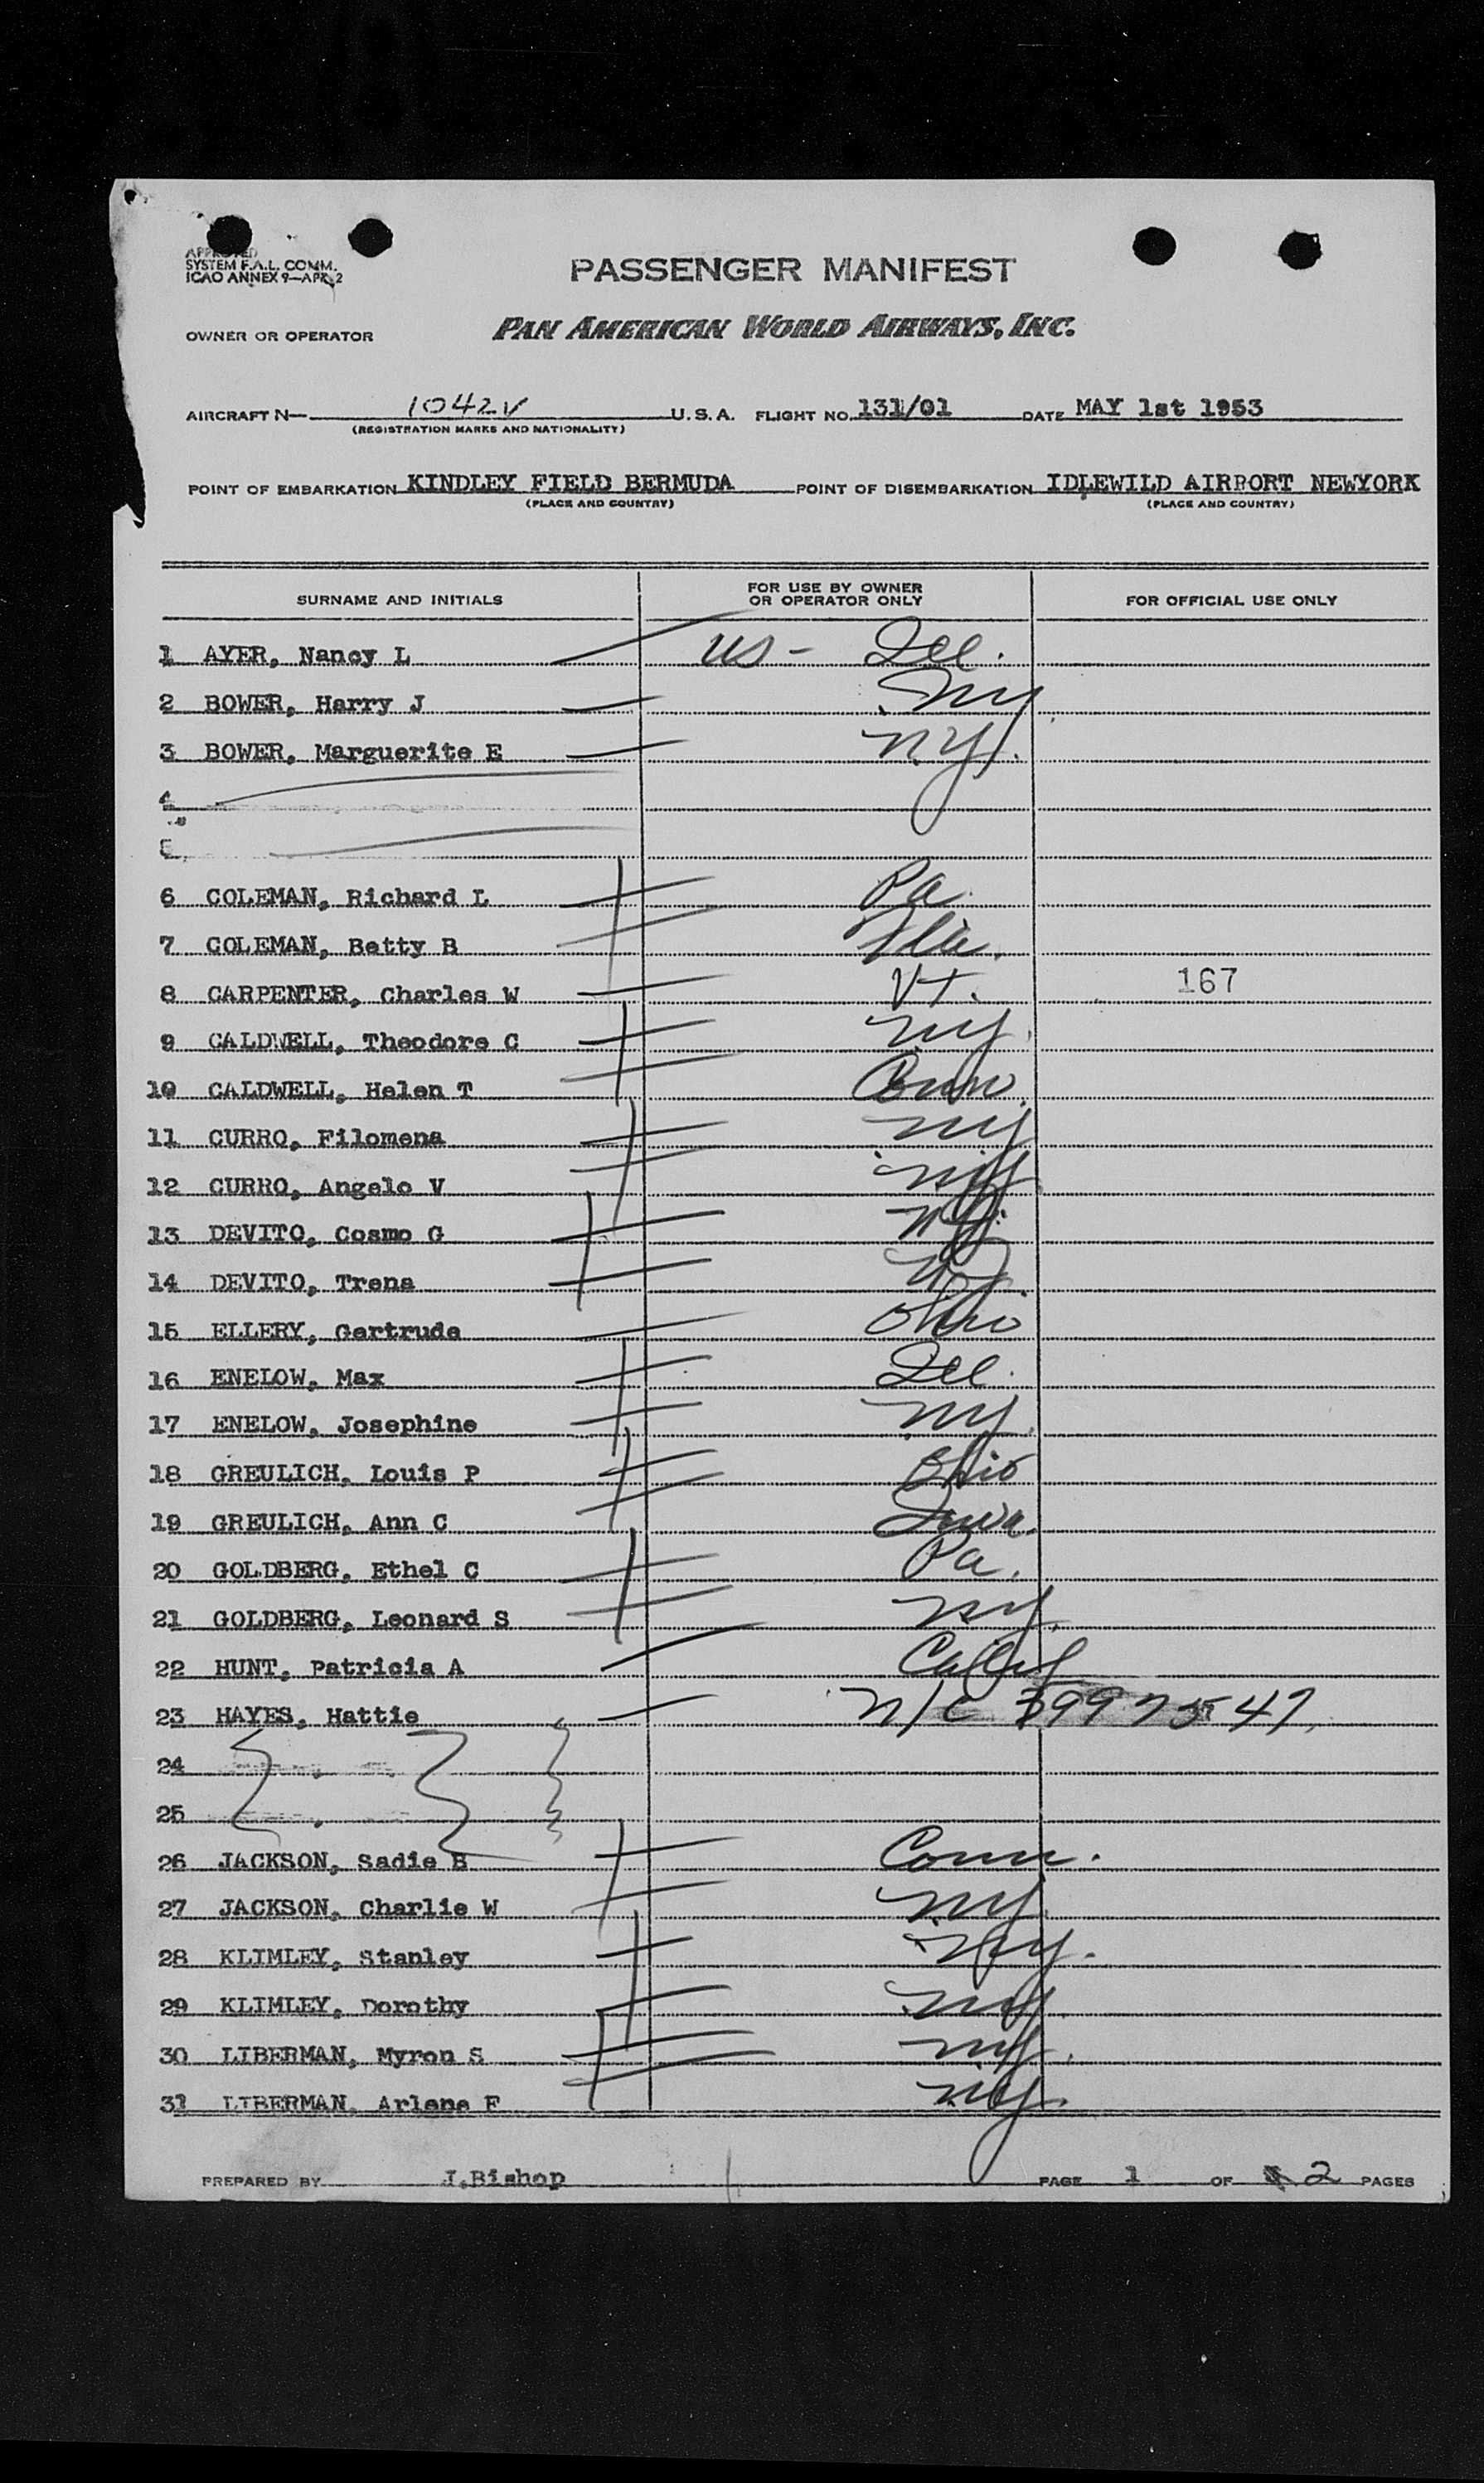 APPROVED
SYSTEM F.A.L. COMM.
ICAO ANNEX 9—APR. 2
PASSENGER MANIFEST
OWNER OR OPERATOR PAN AMERICAN WORLD AIRWAYS, INC.
AIRCRAFT N— 1042V U.S.A. FLIGHT NO. 131/01 DATE MAY 1st 1953
(REGISTRATION MARKS AND NATIONALITY)
POINT OF EMBARKATION KINDLEY FIELD BERMUDA POINT OF DISEMBARKATION IDLEWILD AIRPORT NEWYORK
(PLACE AND COUNTRY) (PLACE AND COUNTRY)
SURNAME AND INITIALS FOR USE BY OWNER OR OPERATOR ONLY FOR OFFICIAL USE ONLY
1 AYER, Nancy L US - Ill.
2 BOWER, Harry J NY
3 BOWER, Marguerite E N.Y.
4
5
6 COLEMAN, Richard L Pa.
7 COLEMAN, Betty B Fla.
8 CARPENTER, Charles W Vt. 167
9 CALDWELL, Theodore C NY.
10 CALDWELL, Helen T Conn.
11 CURRO, Filomena NY
12 CURRO, Angelo V NY
13 DEVITO, Cosmo G NY.
14 DEVITO, Trena NY.
15 ELLERY, Gertrude Ohio
16 ENELOW, Max Ill.
17 ENELOW, Josephine NY.
18 GREULICH, Louis P Ohio
19 GREULICH, Ann C Iowa.
20 GOLDBERG, Ethel C Pa.
21 GOLDBERG, Leonard S NY.
22 HUNT, Patricia A Calif
23 HAYES, Hattie N/C 5997547
24
25
26 JACKSON, Sadie B Conn.
27 JACKSON, Charlie W NY.
28 KLIMLEY, Stanley NY.
29 KLIMLEY, Dorothy NY.
30 LIBERMAN, Myron S NY.
31 LIBERMAN, Arlene F NY.
PREPARED BY J.Bishop PAGE 1 OF 2 PAGES